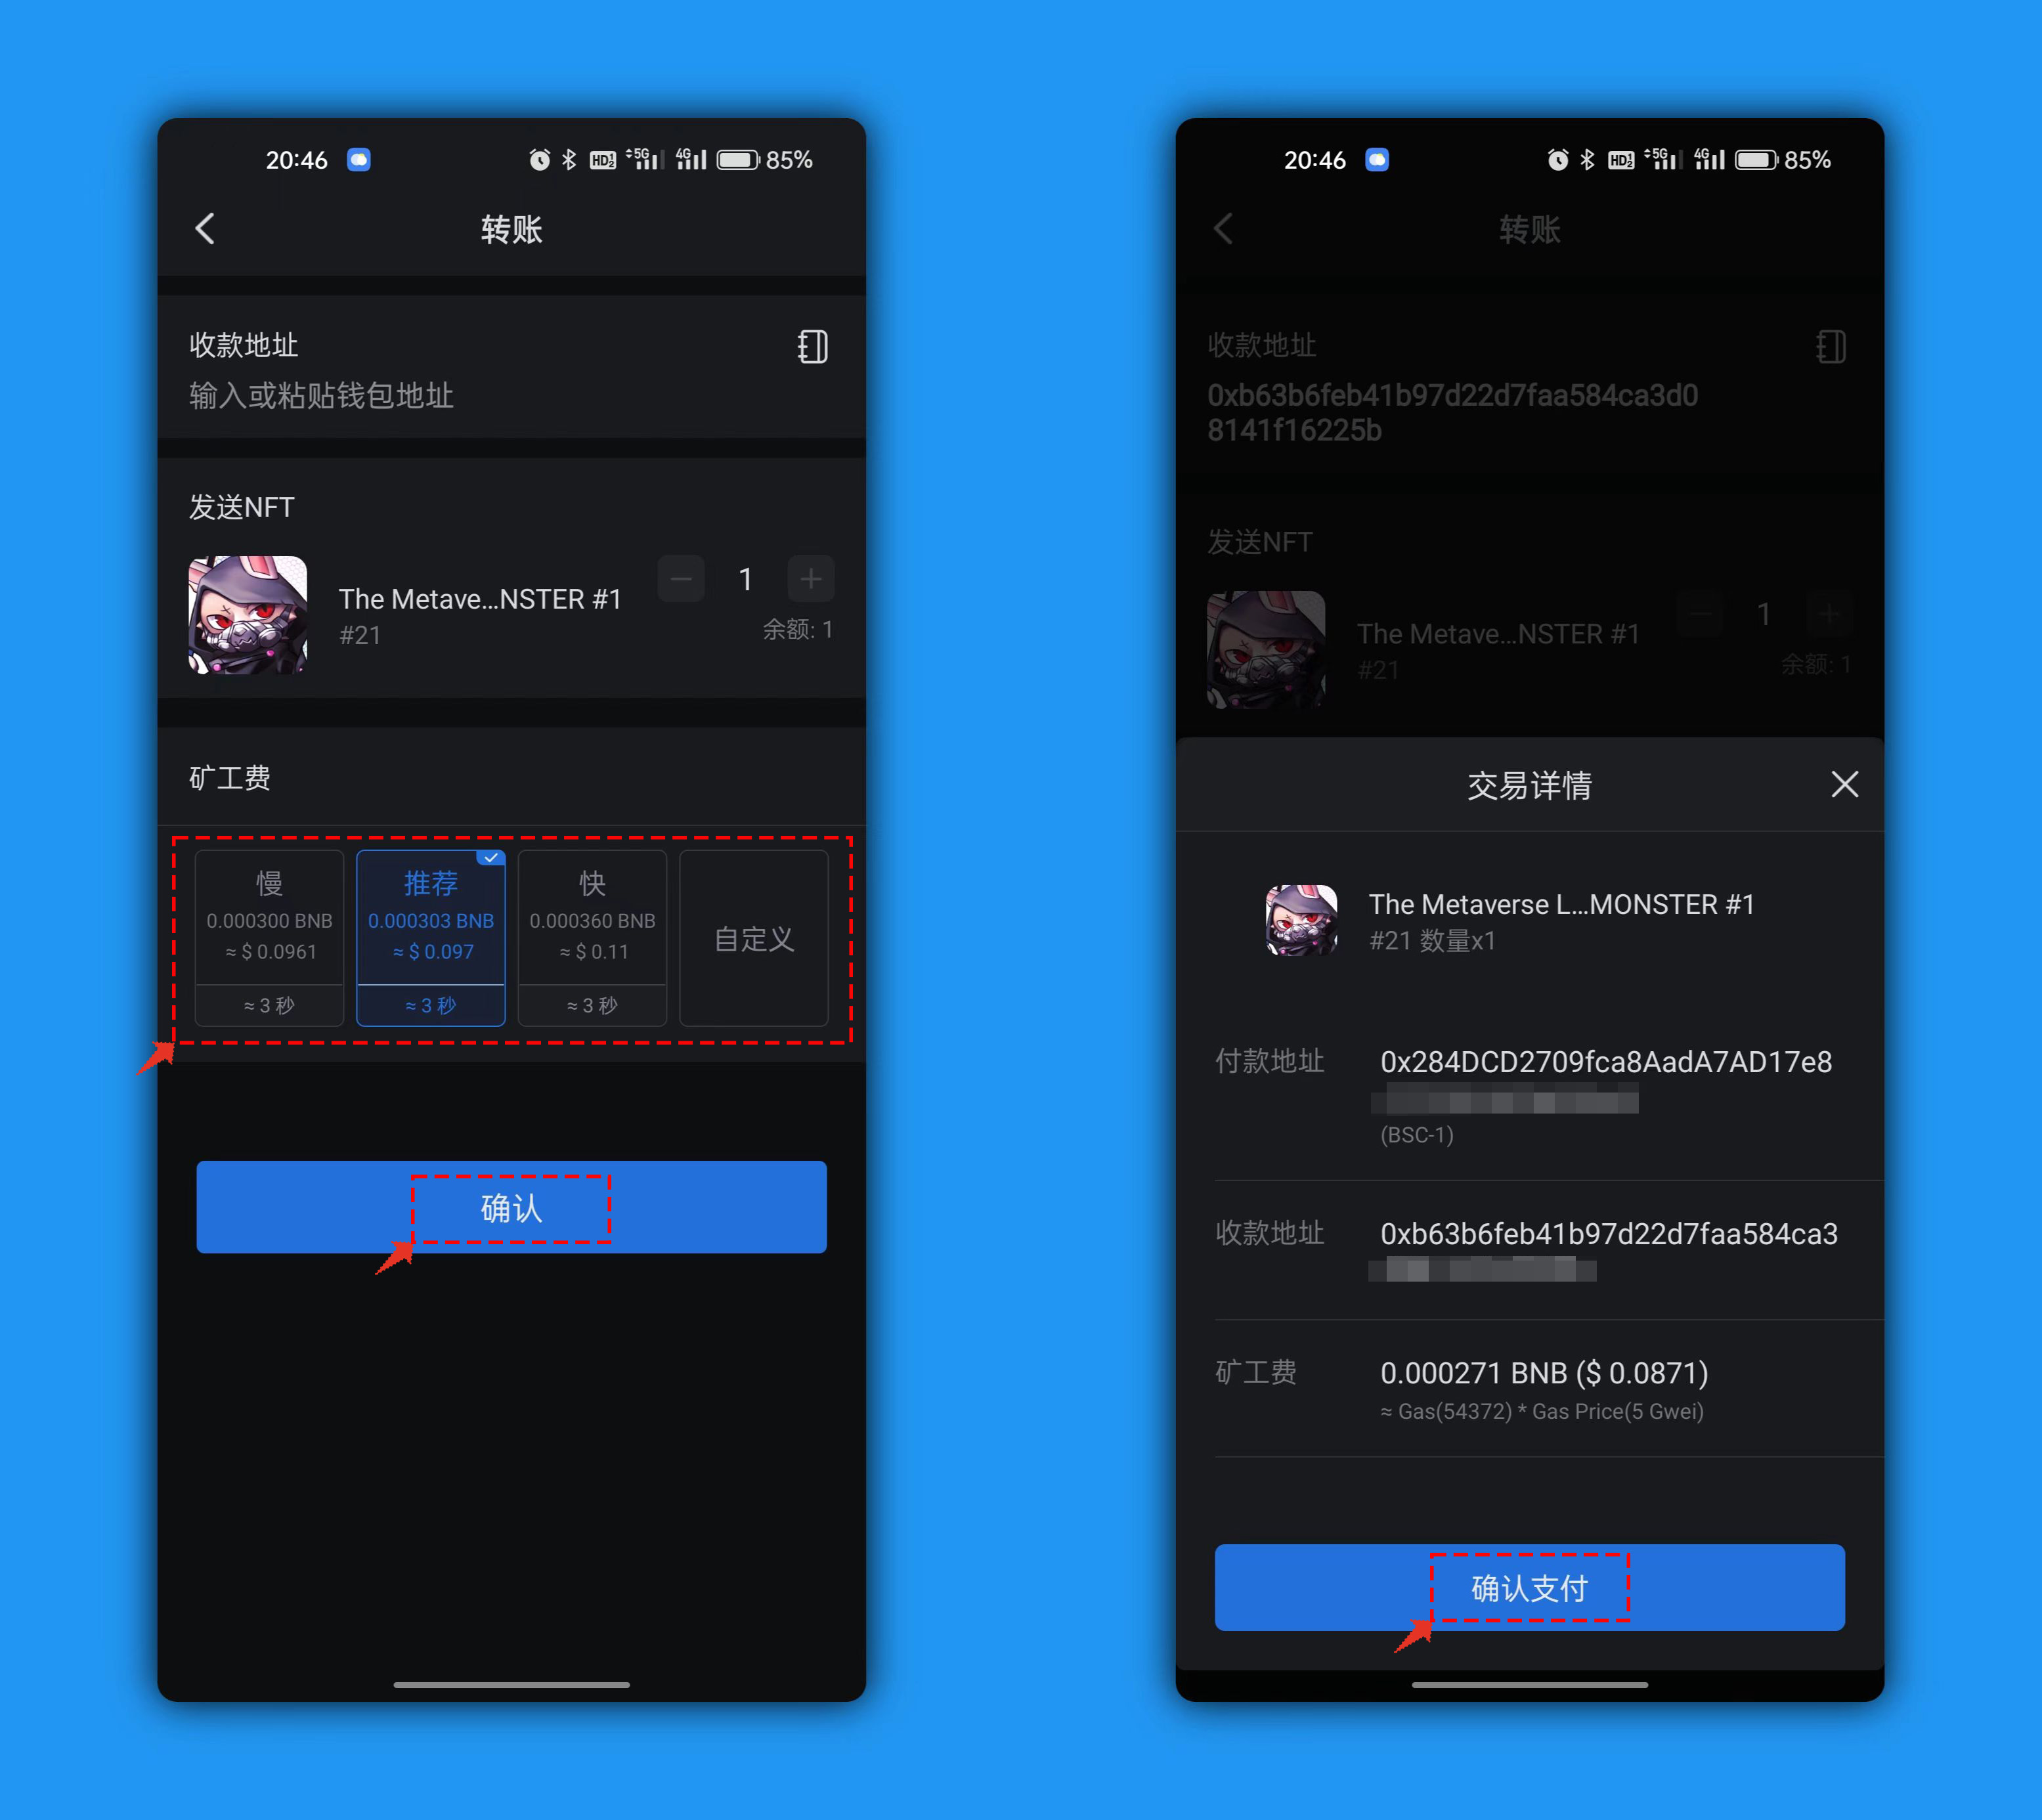 20:46
HD 5G 4G 85%
转账
收款地址
输入或粘贴钱包地址
发送NFT
The Metave...NSTER #1
1
#21
余额: 1
矿工费
慢
0.000300 BNB
≈ $ 0.0961
≈ 3 秒
推荐
0.000303 BNB
≈ $ 0.097
≈ 3 秒
快
0.000360 BNB
≈ $ 0.11
≈ 3 秒
自定义
确认
20:46
HD 5G 4G 85%
转账
收款地址
0xb63b6feb41b97d22d7faa584ca3d0
8141f16225b
发送NFT
The Metave...NSTER #1
1
#21
余额: 1
交易详情
The Metaverse L...MONSTER #1
#21 数量x1
付款地址
0x284DCD2709fca8AadA7AD17e8
(BSC-1)
收款地址
0xb63b6feb41b97d22d7faa584ca3
矿工费
0.000271 BNB ($ 0.0871)
≈ Gas(54372) * Gas Price(5 Gwei)
确认支付